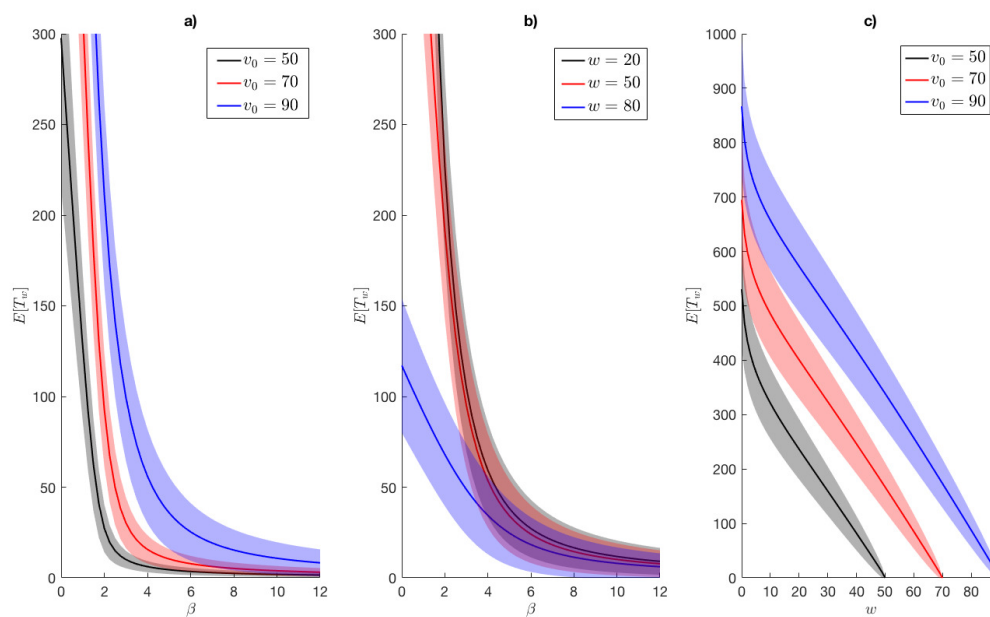 a)
300
250
200
150
100
50
0
E[T_w]
0 2 4 6 8 10 12
β
v_0 = 50
v_0 = 70
v_0 = 90
b)
300
250
200
150
100
50
0
E[T_w]
0 2 4 6 8 10 12
β
w = 20
w = 50
w = 80
c)
1000
900
800
700
600
500
400
300
200
100
0
E[T_w]
0 10 20 30 40 50 60 70 80
w
v_0 = 50
v_0 = 70
v_0 = 90